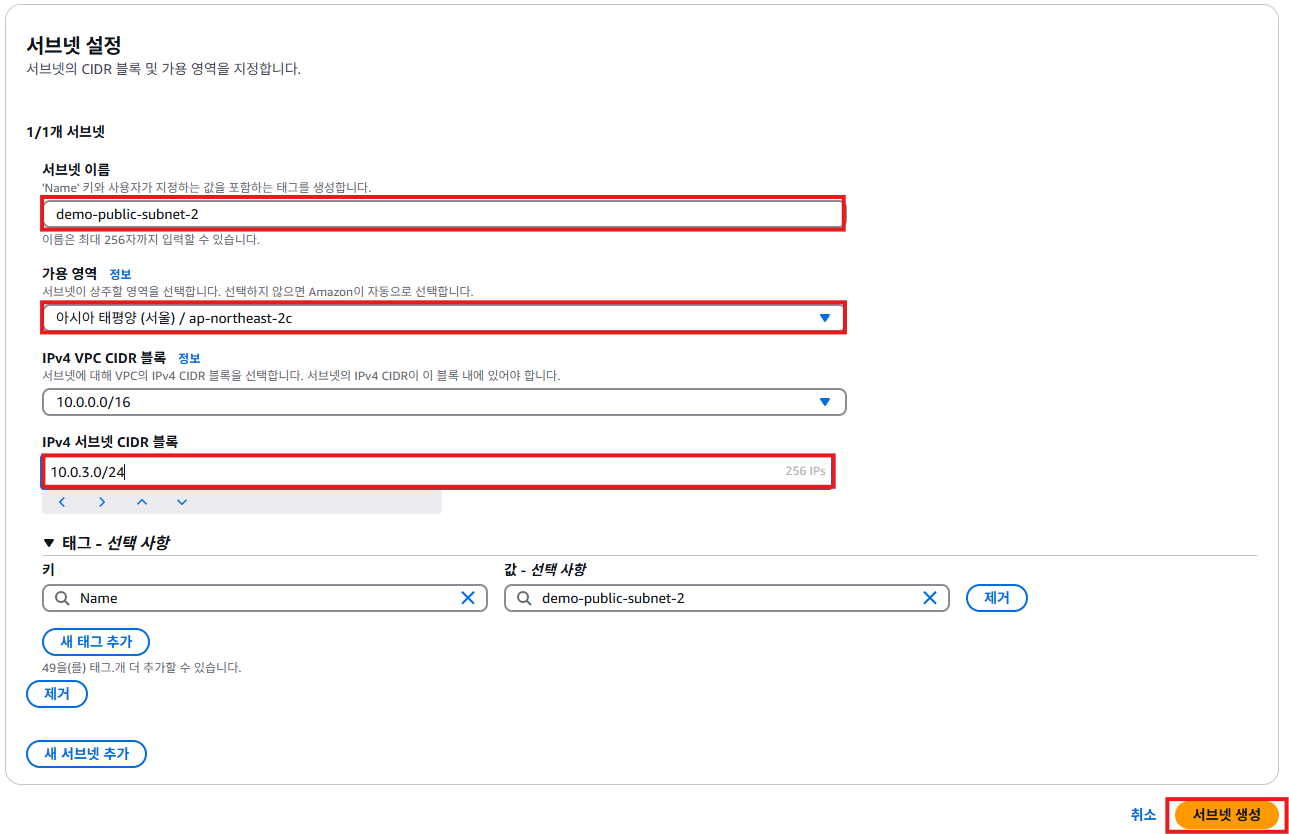 서브넷 설정
서브넷의 CIDR 블록 및 가용 영역을 지정합니다.
1/1개 서브넷
서브넷 이름
'Name' 키와 사용자가 지정하는 값을 포함하는 태그를 생성합니다.
demo-public-subnet-2
이름은 최대 256자까지 입력할 수 있습니다.
가용 영역 정보
서브넷이 상주할 영역을 선택합니다. 선택하지 않으면 Amazon이 자동으로 선택합니다.
아시아 태평양 (서울) / ap-northeast-2c
IPv4 VPC CIDR 블록 정보
서브넷에 대해 VPC의 IPv4 CIDR 블록을 선택합니다. 서브넷의 IPv4 CIDR이 이 블록 내에 있어야 합니다.
10.0.0.0/16
IPv4 서브넷 CIDR 블록
10.0.3.0/24 256 IPs
태그 - 선택 사항
키 값 - 선택 사항
Name demo-public-subnet-2 제거
새 태그 추가
49을(를) 태그.개 더 추가할 수 있습니다.
제거
새 서브넷 추가
취소 서브넷 생성